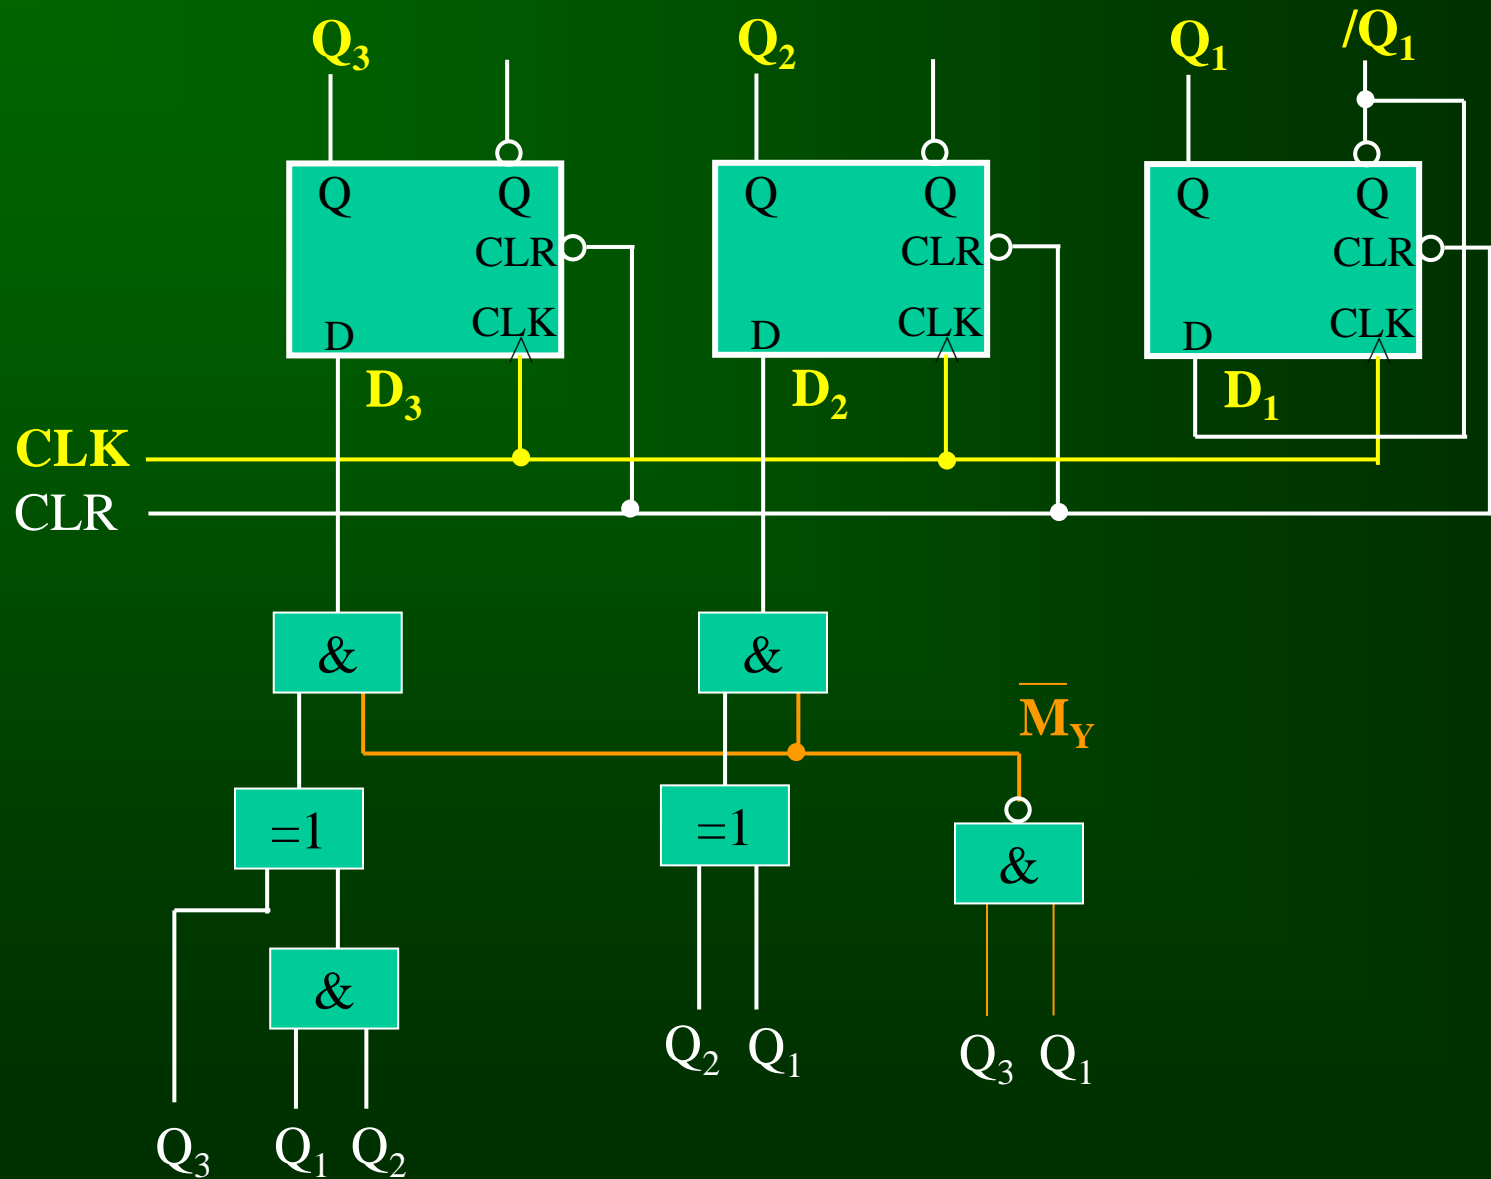 Q₃ Q₂ Q₁ /Q₁
Q Q Q Q Q Q
CLR CLR CLR
CLK CLK CLK
D D D
D₃ D₂ D₁
CLK
CLR
& &
M̅_Y
=1 =1 &
&
Q₂ Q₁ Q₃ Q₁
Q₃ Q₁ Q₂